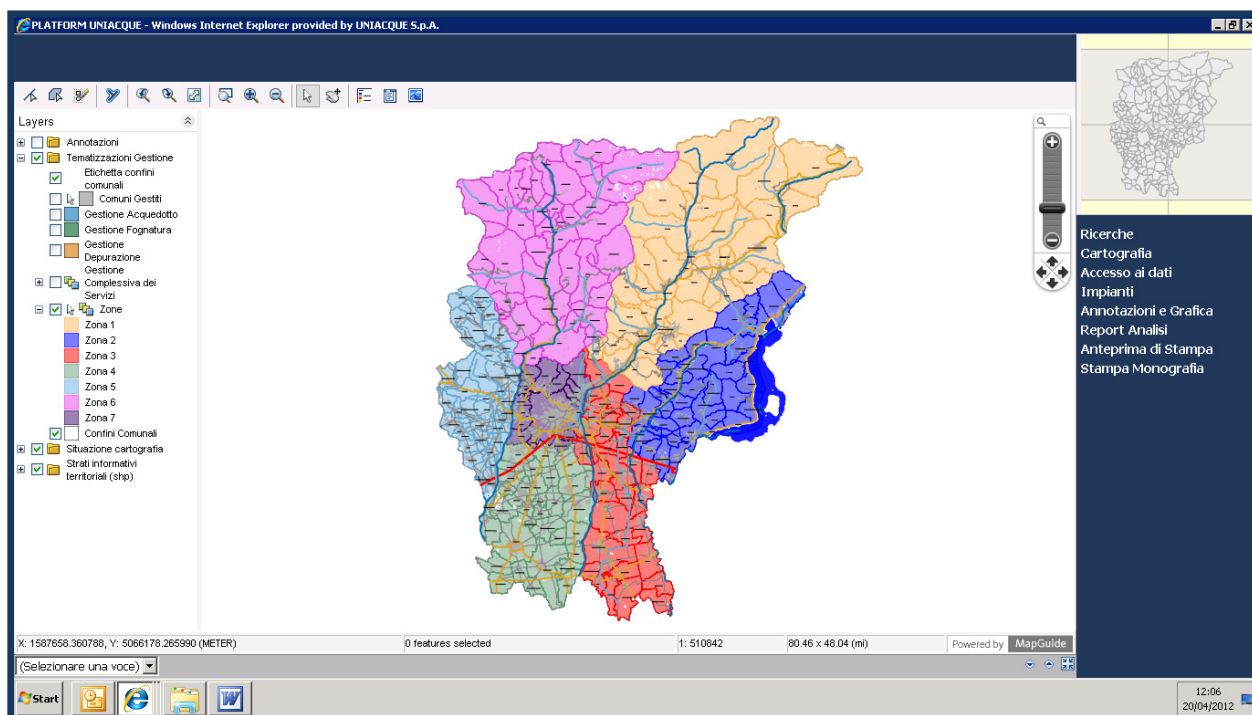 PLATFORM UNIACQUE - Windows Internet Explorer provided by UNIACQUE S.p.A.
Layers
Annotazioni
Tematizzazioni Gestione
Etichetta confini
comunali
Comuni Gestiti
Gestione Acquedotto
Gestione Fognatura
Gestione
Depurazione
Gestione
Complessiva dei
Servizi
Zone
Zona 1
Zona 2
Zona 3
Zona 4
Zona 5
Zona 6
Zona 7
Confini Comunali
Situazione cartografia
Strati informativi
territoriali (shp)
Ricerche
Cartografia
Accesso ai dati
Impianti
Annotazioni e Grafica
Report Analisi
Anteprima di Stampa
Stampa Monografia
X: 1587658.360788, Y: 5066178.265990 (METER)
0 features selected
1: 510842
80.46 x 48.04 (mi)
Powered by MapGuide
(Selezionare una voce)
Start
12:06
20/04/2012